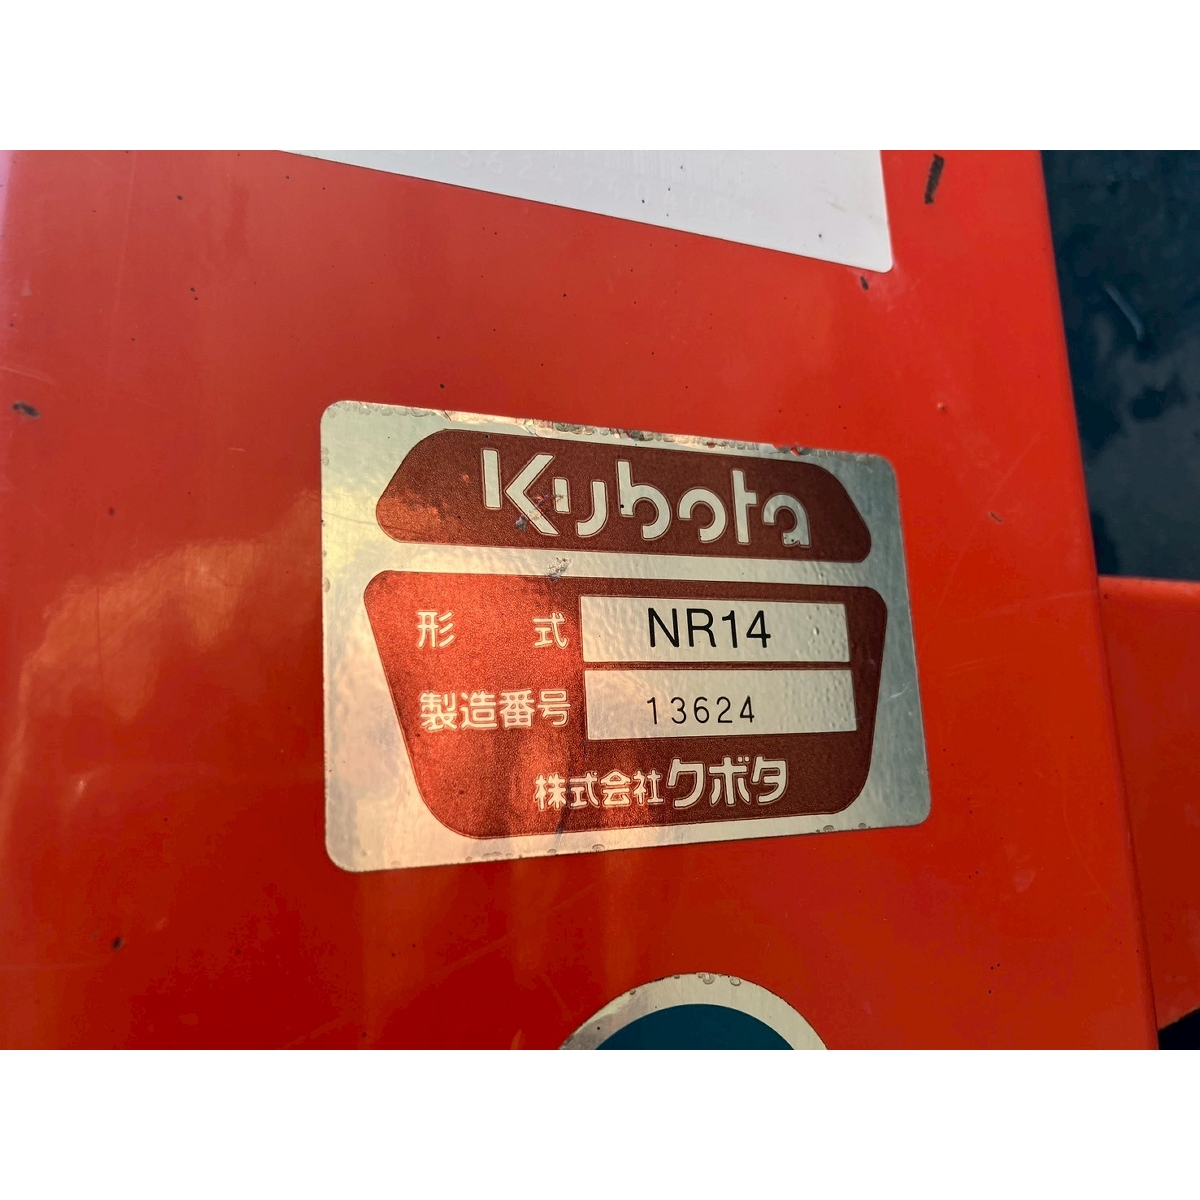 Kubota
形 式 NR14
製造番号 13624
株式会社クボタ